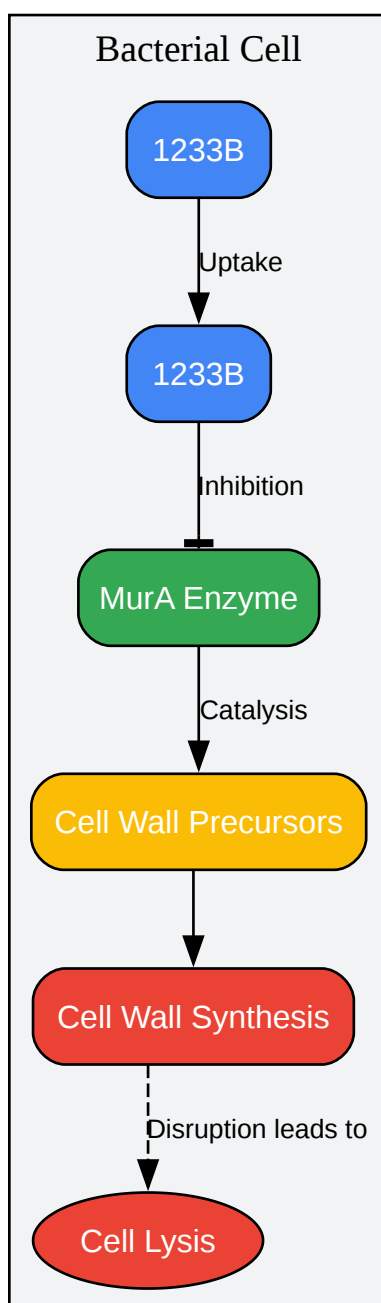 Bacterial Cell
1233B
Uptake
1233B
Inhibition
MurA Enzyme
Catalysis
Cell Wall Precursors
Cell Wall Synthesis
Disruption leads to
Cell Lysis